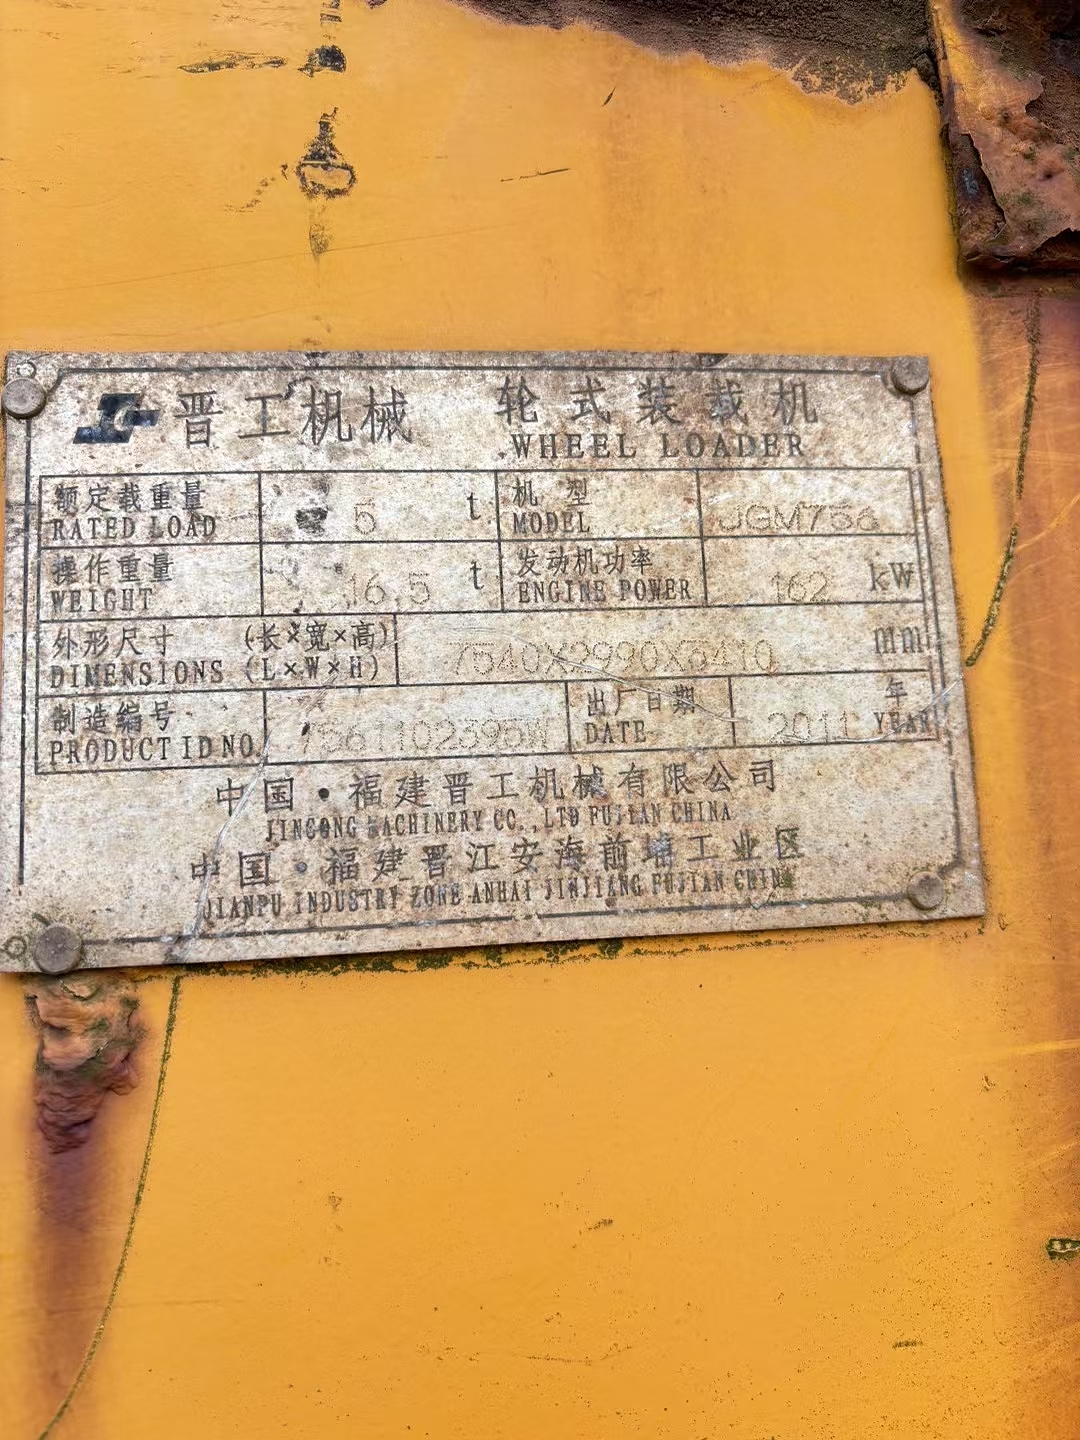 晋工机械 轮式装载机
WHEEL LOADER
额定载重量 5 t 机 型
RATED LOAD MODEL JGM756
操作重量 16.5 t 发动机功率 162 kW
WEIGHT ENGINE POWER
外形尺寸 (长×宽×高) mm
DIMENSIONS (L×W×H) 7540X2990X3410
制造编号 出厂日期 年
PRODUCT ID NO. DATE 2011 YEAR
中国·福建晋工机械有限公司
JINGONG MACHINERY CO.,LTD FUJIAN CHINA
中国·福建晋江安海前埔工业区
QIANPU INDUSTRY ZONE ANHAI JINJIANG FUJIAN CHINA